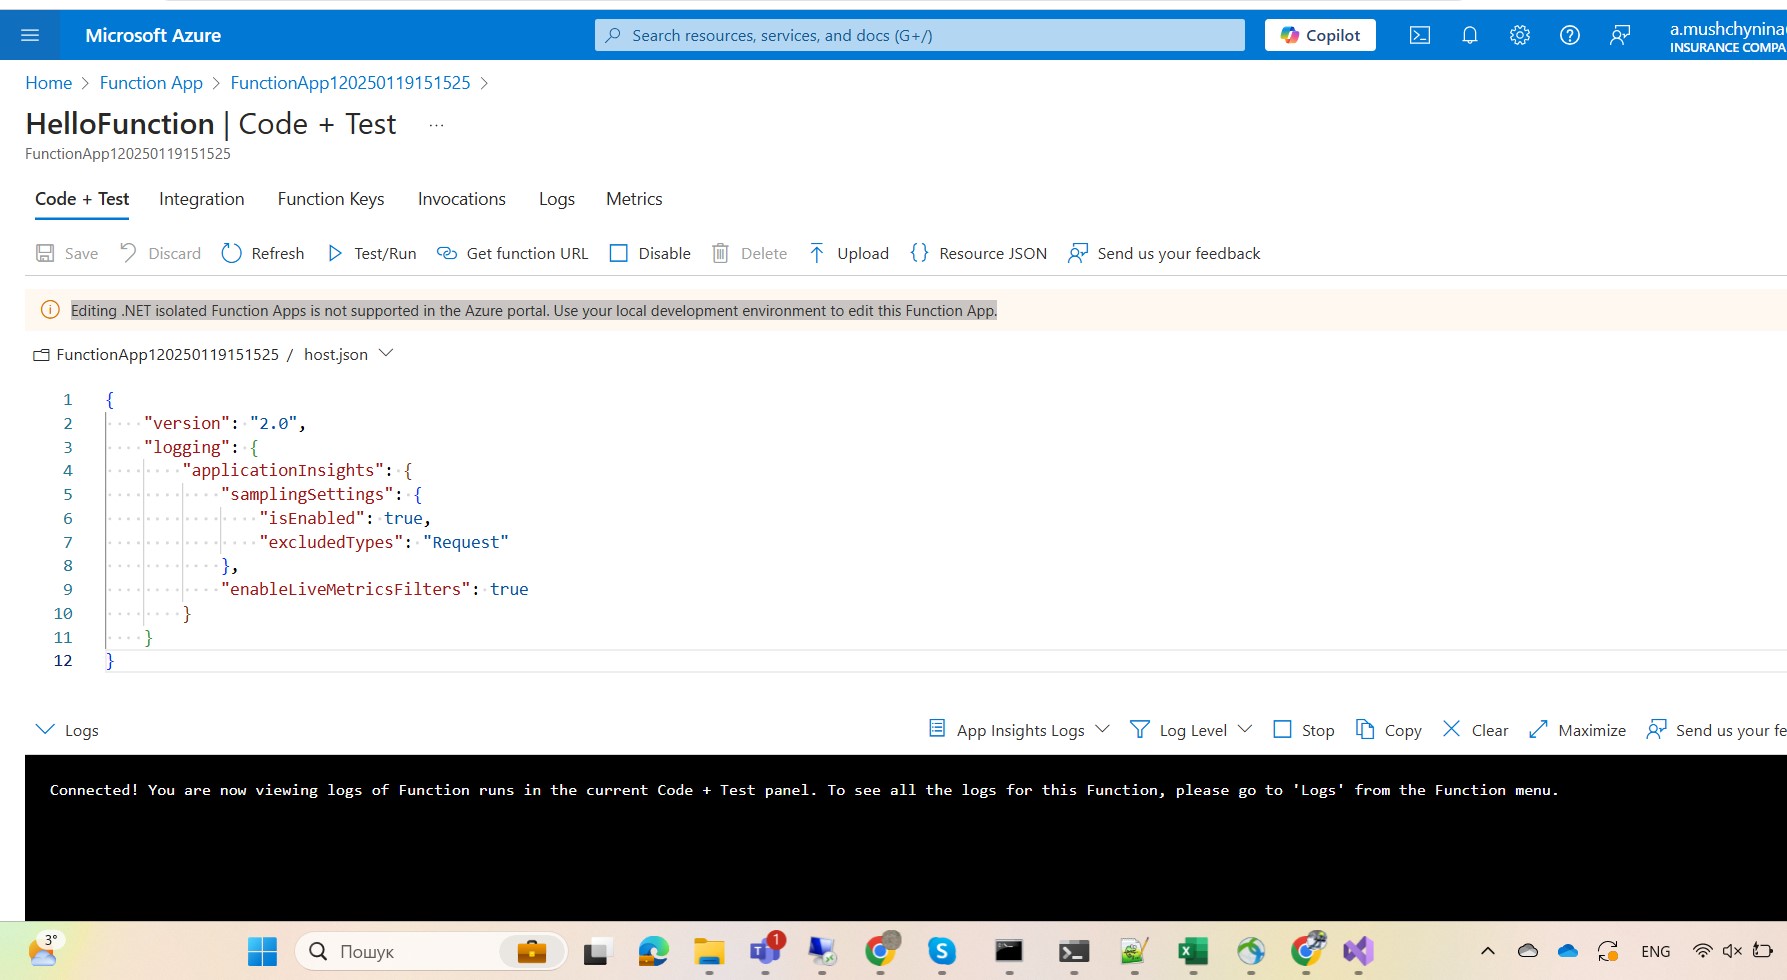 Microsoft Azure
Search resources, services, and docs (G+/)
Copilot
a.mushchynina
INSURANCE COMPA
Home > Function App > FunctionApp120250119151525 >
HelloFunction | Code + Test ...
FunctionApp120250119151525
Code + Test Integration Function Keys Invocations Logs Metrics
Save Discard Refresh Test/Run Get function URL Disable Delete Upload {} Resource JSON Send us your feedback
Editing .NET isolated Function Apps is not supported in the Azure portal. Use your local development environment to edit this Function App.
FunctionApp120250119151525 / host.json
1 {
2 "version": "2.0",
3 "logging": {
4 "applicationInsights": {
5 "samplingSettings": {
6 "isEnabled": true,
7 "excludedTypes": "Request"
8 },
9 "enableLiveMetricsFilters": true
10 }
11 }
12 }
Logs App Insights Logs Log Level Stop Copy Clear Maximize Send us your fe
Connected! You are now viewing logs of Function runs in the current Code + Test panel. To see all the logs for this Function, please go to 'Logs' from the Function menu.
3°
Пошук
1
ENG